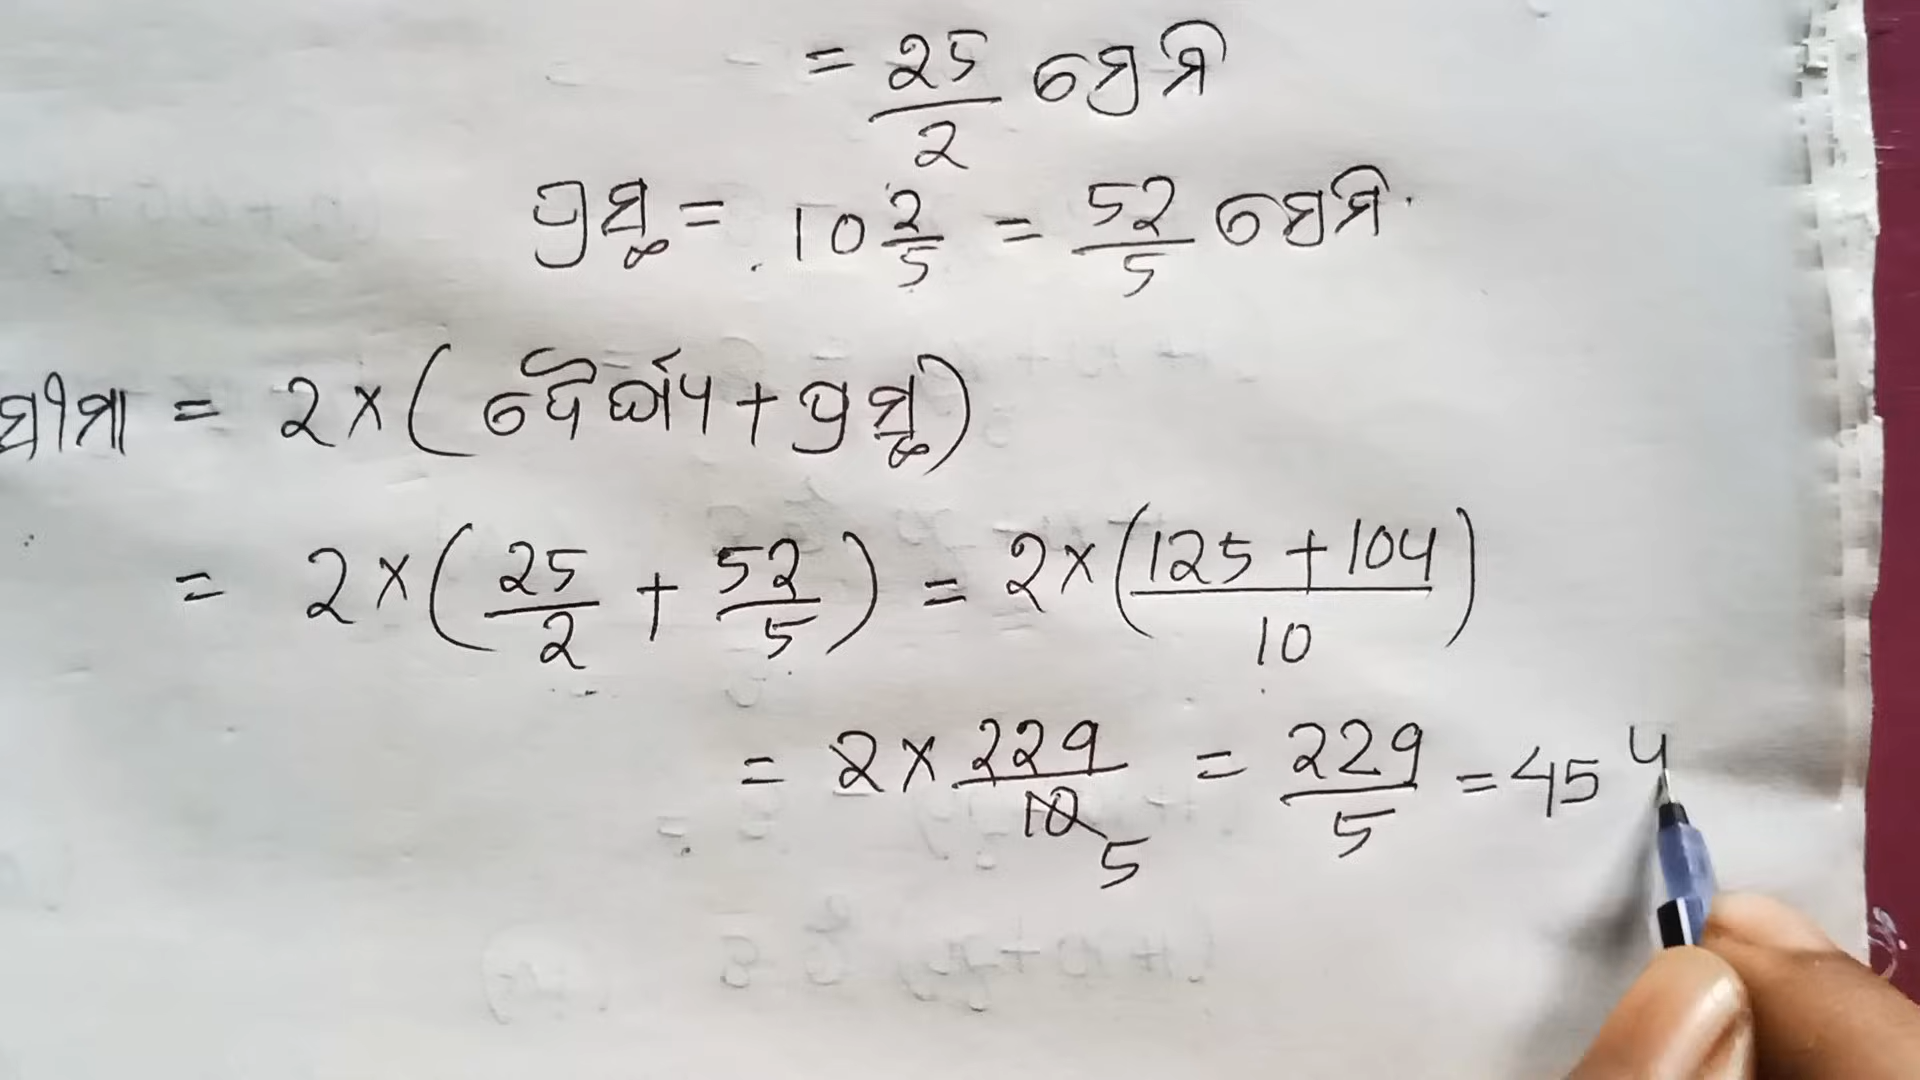 = 25/2 ସେମି
ପ୍ରସ୍ଥ = 10 2/5 = 52/5 ସେମି.
ସୀମା = 2 × ( ଦୈର୍ଘ୍ୟ + ପ୍ରସ୍ଥ )
= 2 × ( 25/2 + 52/5 ) = 2 × ( 125 + 104 / 10 )
= 2 × 229/10 5 = 229/5 = 45 4